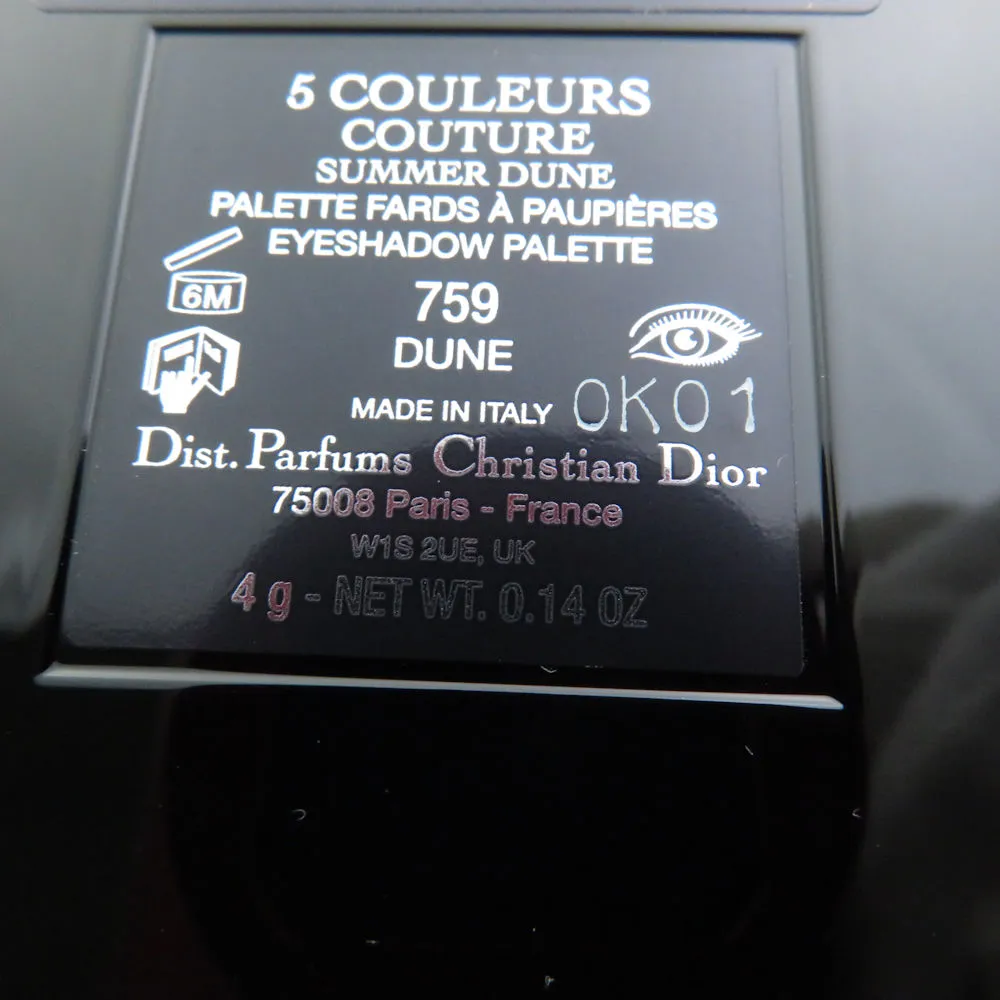 5 COULEURS
COUTURE
SUMMER DUNE
PALETTE FARDS À PAUPIÈRES
EYESHADOW PALETTE
6M
759
DUNE
MADE IN ITALY 0K01
Dist. Parfums Christian Dior
75008 Paris - France
W1S 2UE, UK
4 g - NET WT. 0.14 OZ